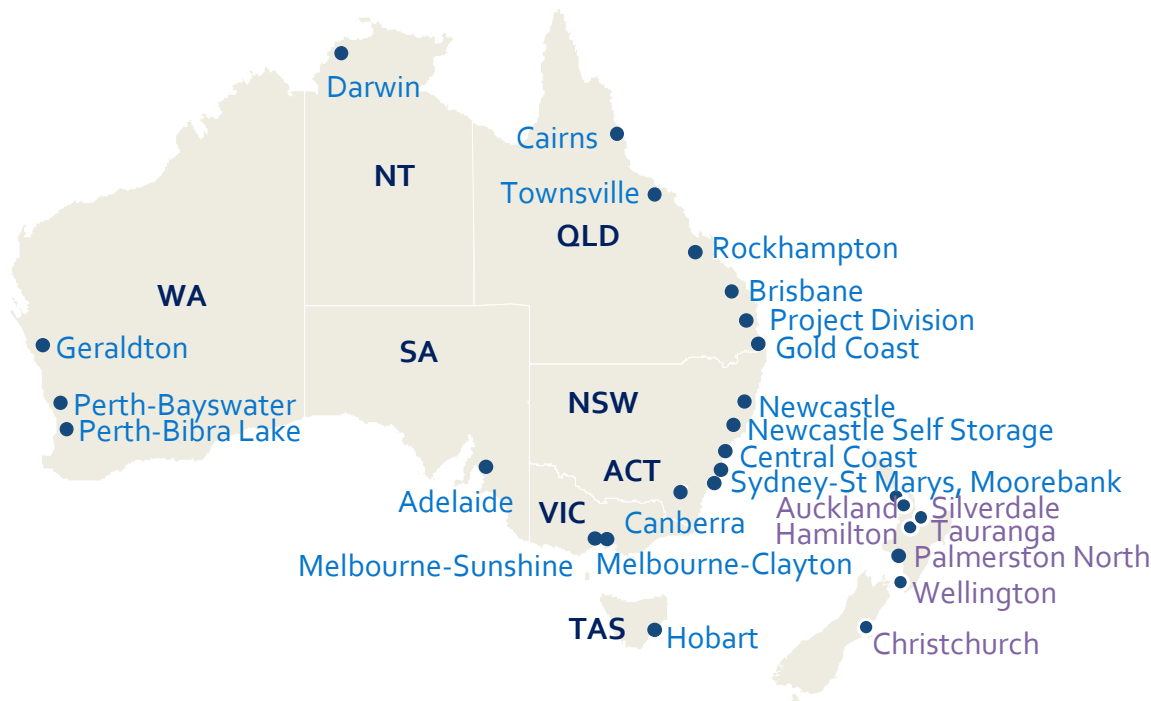 Darwin
Cairns
NT
Townsville
QLD
Rockhampton
WA
Brisbane
Project Division
Geraldton
SA
Gold Coast
Perth-Bayswater
NSW
Newcastle
Perth-Bibra Lake
Newcastle Self Storage
Central Coast
ACT
Sydney-St Marys, Moorebank
Adelaide
VIC
Canberra
Auckland
Silverdale
Hamilton
Tauranga
Melbourne-Sunshine
Melbourne-Clayton
Palmerston North
Wellington
TAS
Hobart
Christchurch